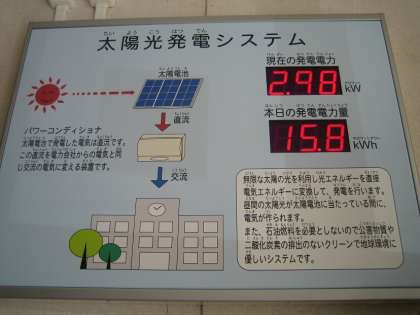 たいようこうはつでん
太陽光発電システム
太陽電池
直流
交流
パワーコンディショナ
太陽電池で発電した電気は直流です。
この直流を電力会社からの電気と同
じ交流の電気に変える装置です。
現在の発電電力
2.98 kW
本日の発電電力量
15.8 kWh
無限な太陽の光を利用し光エネルギーを直接
電気エネルギーに変換して、発電を行います。
昼間の太陽光が太陽電池に当たっている間に、
電気が作られます。
また、石油燃料を必要としないので公害物質や
二酸化炭素の排出のないクリーンで地球環境に
優しいシステムです。